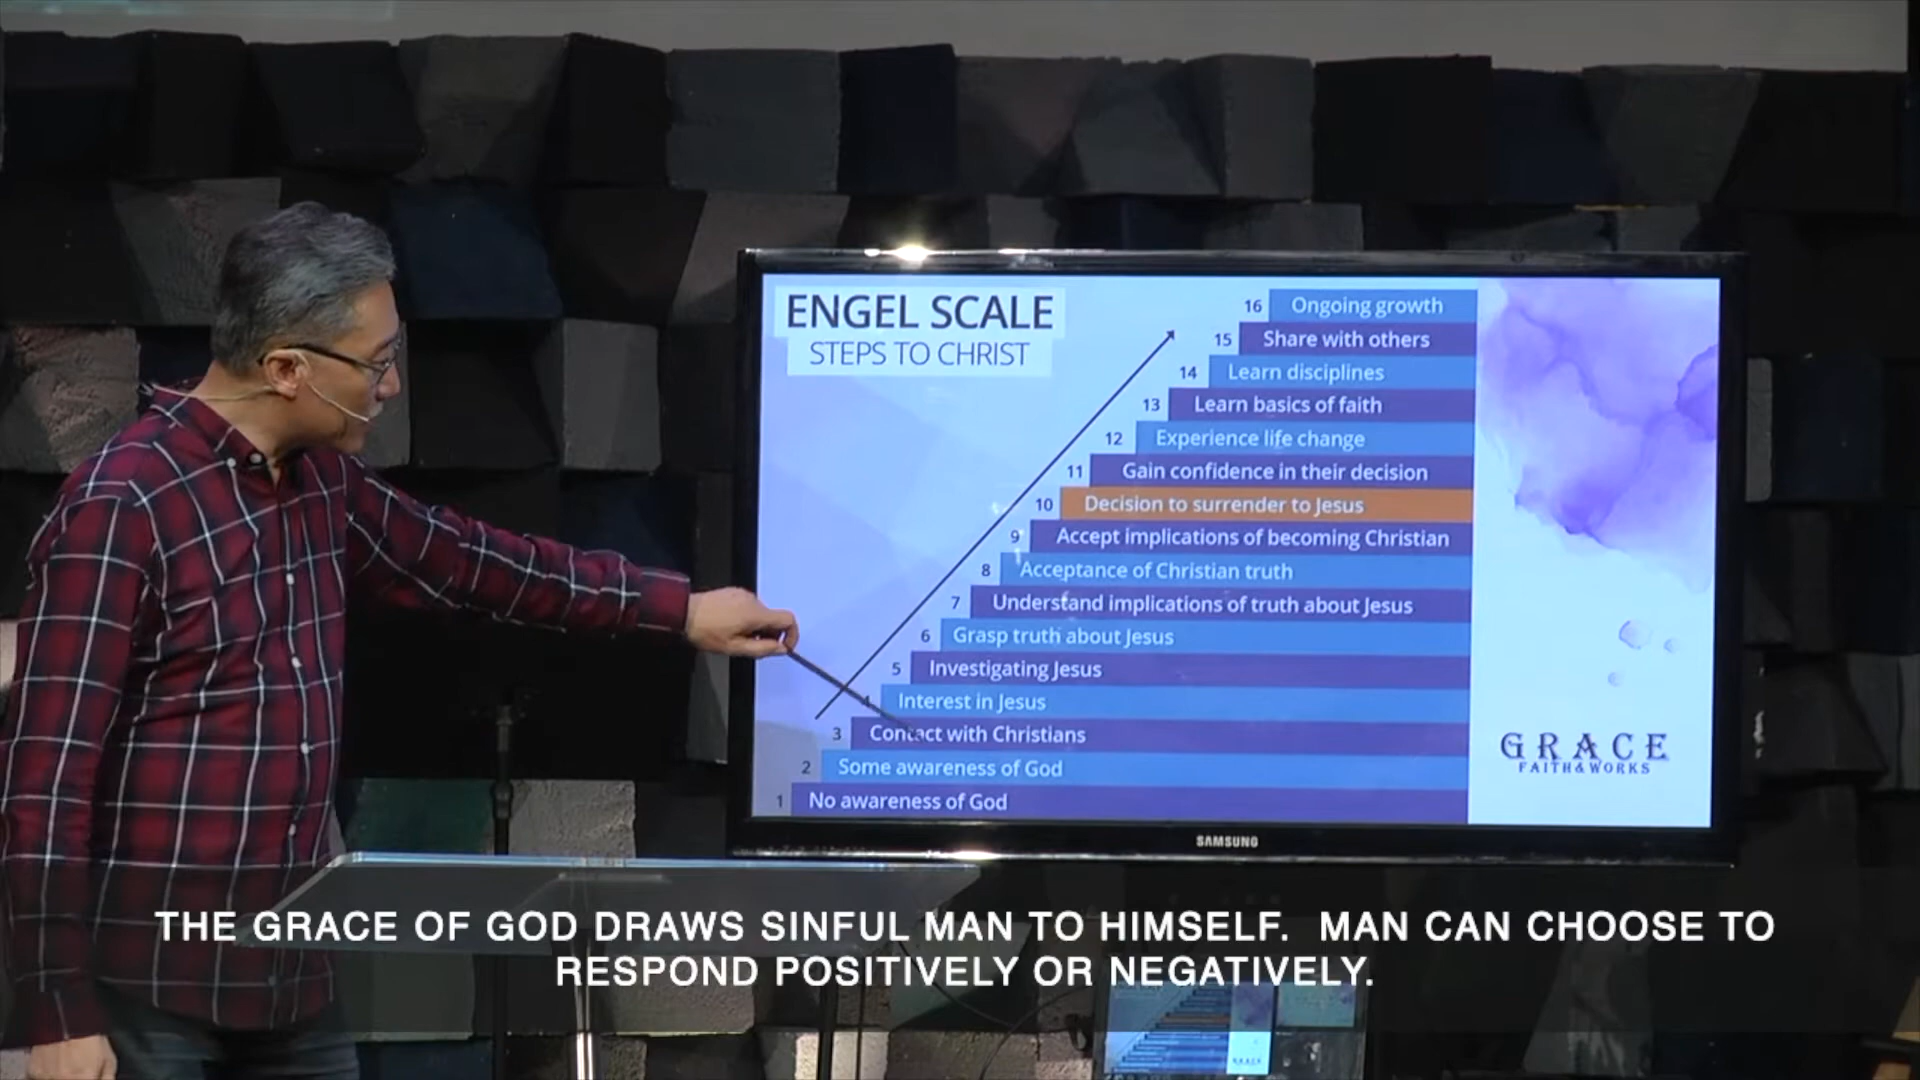 ENGEL SCALE
STEPS TO CHRIST
16 Ongoing growth
15 Share with others
14 Learn disciplines
13 Learn basics of faith
12 Experience life change
11 Gain confidence in their decision
10 Decision to surrender to Jesus
9 Accept implications of becoming Christian
8 Acceptance of Christian truth
7 Understand implications of truth about Jesus
6 Grasp truth about Jesus
5 Investigating Jesus
4 Interest in Jesus
3 Contact with Christians
2 Some awareness of God
1 No awareness of God
GRACE
FAITH & WORKS
SAMSUNG
THE GRACE OF GOD DRAWS SINFUL MAN TO HIMSELF. MAN CAN CHOOSE TO
RESPOND POSITIVELY OR NEGATIVELY.
GRACE